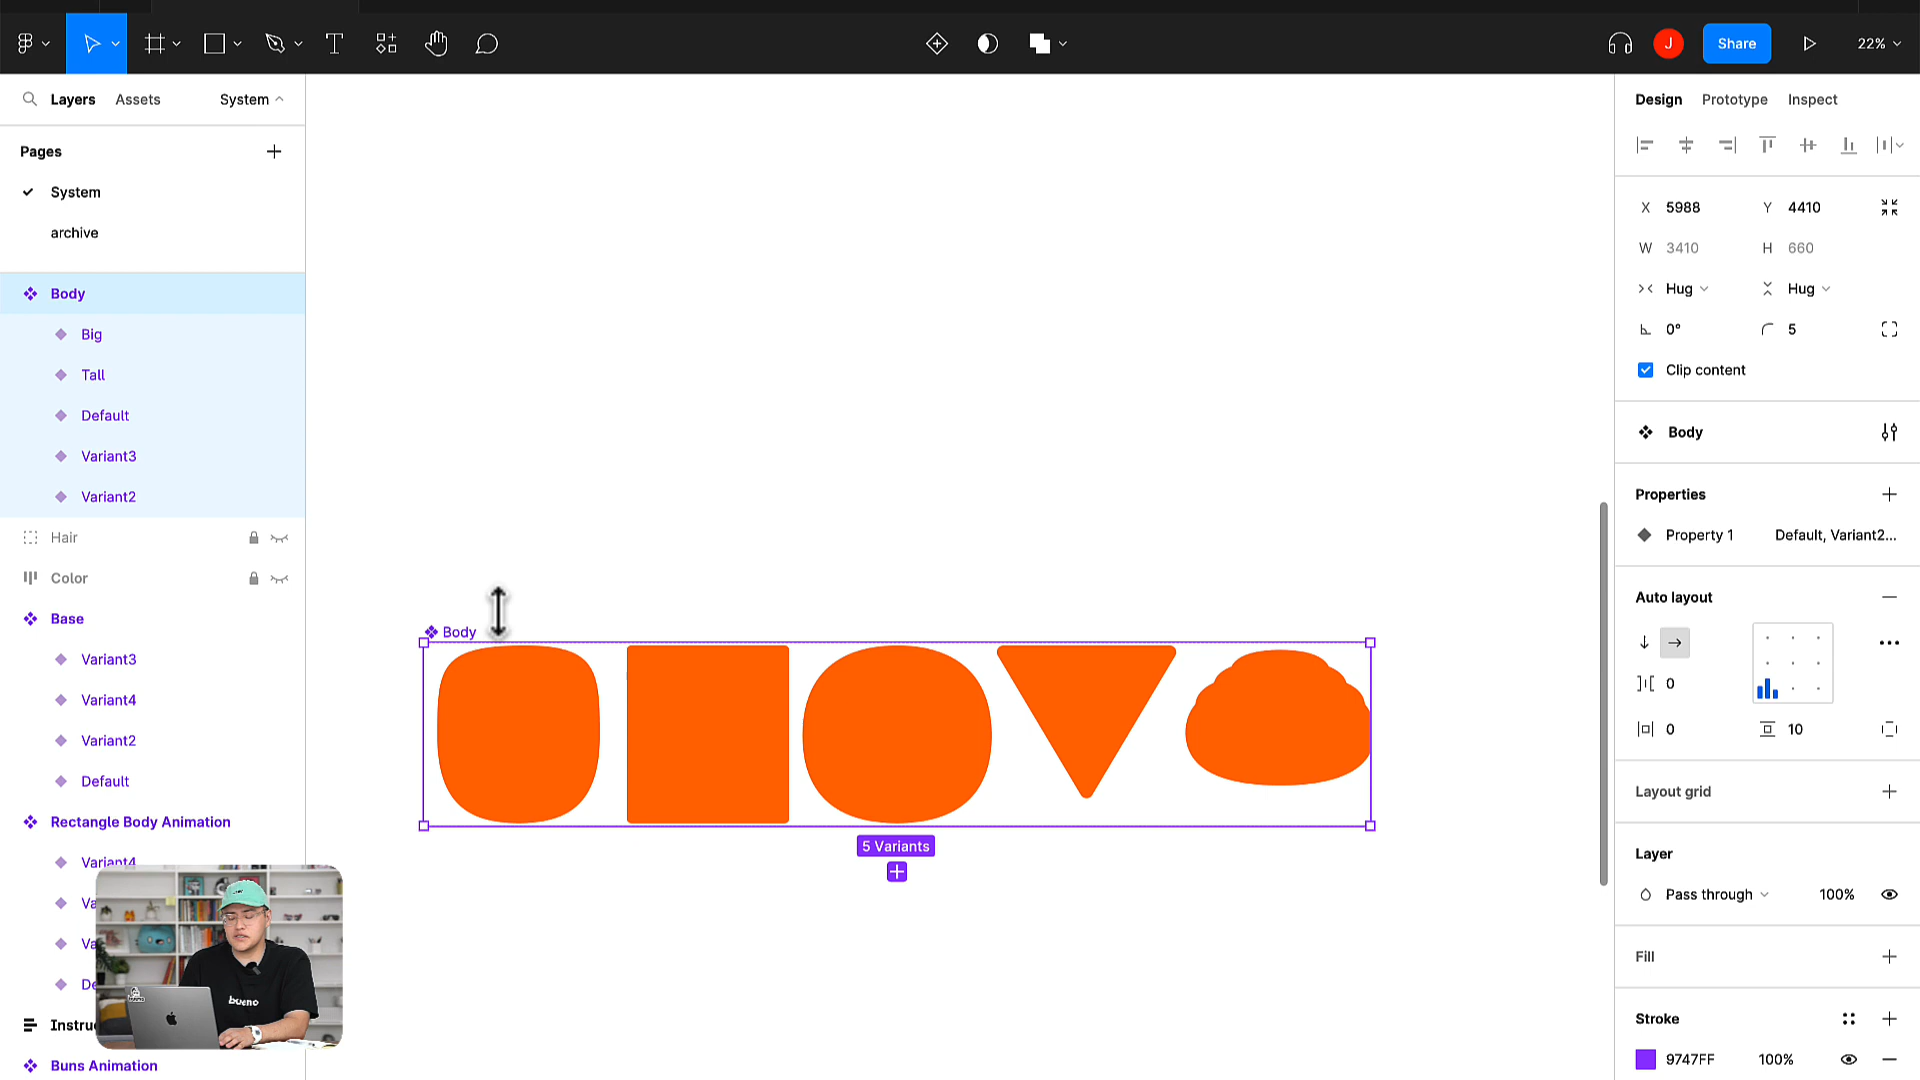 J
Share
22%
Layers
Assets
System
Pages
System
archive
Body
Big
Tall
Default
Variant3
Variant2
Hair
Color
Base
Variant3
Variant4
Variant2
Default
Rectangle Body Animation
Variant4
Buns Animation
bueno
Body
5 Variants
Design
Prototype
Inspect
X 5988
Y 4410
W 3410
H 660
Hug
Hug
0°
5
Clip content
Body
Properties
Property 1
Default, Variant2...
Auto layout
0
0
10
Layout grid
Layer
Pass through
100%
Fill
Stroke
9747FF
100%